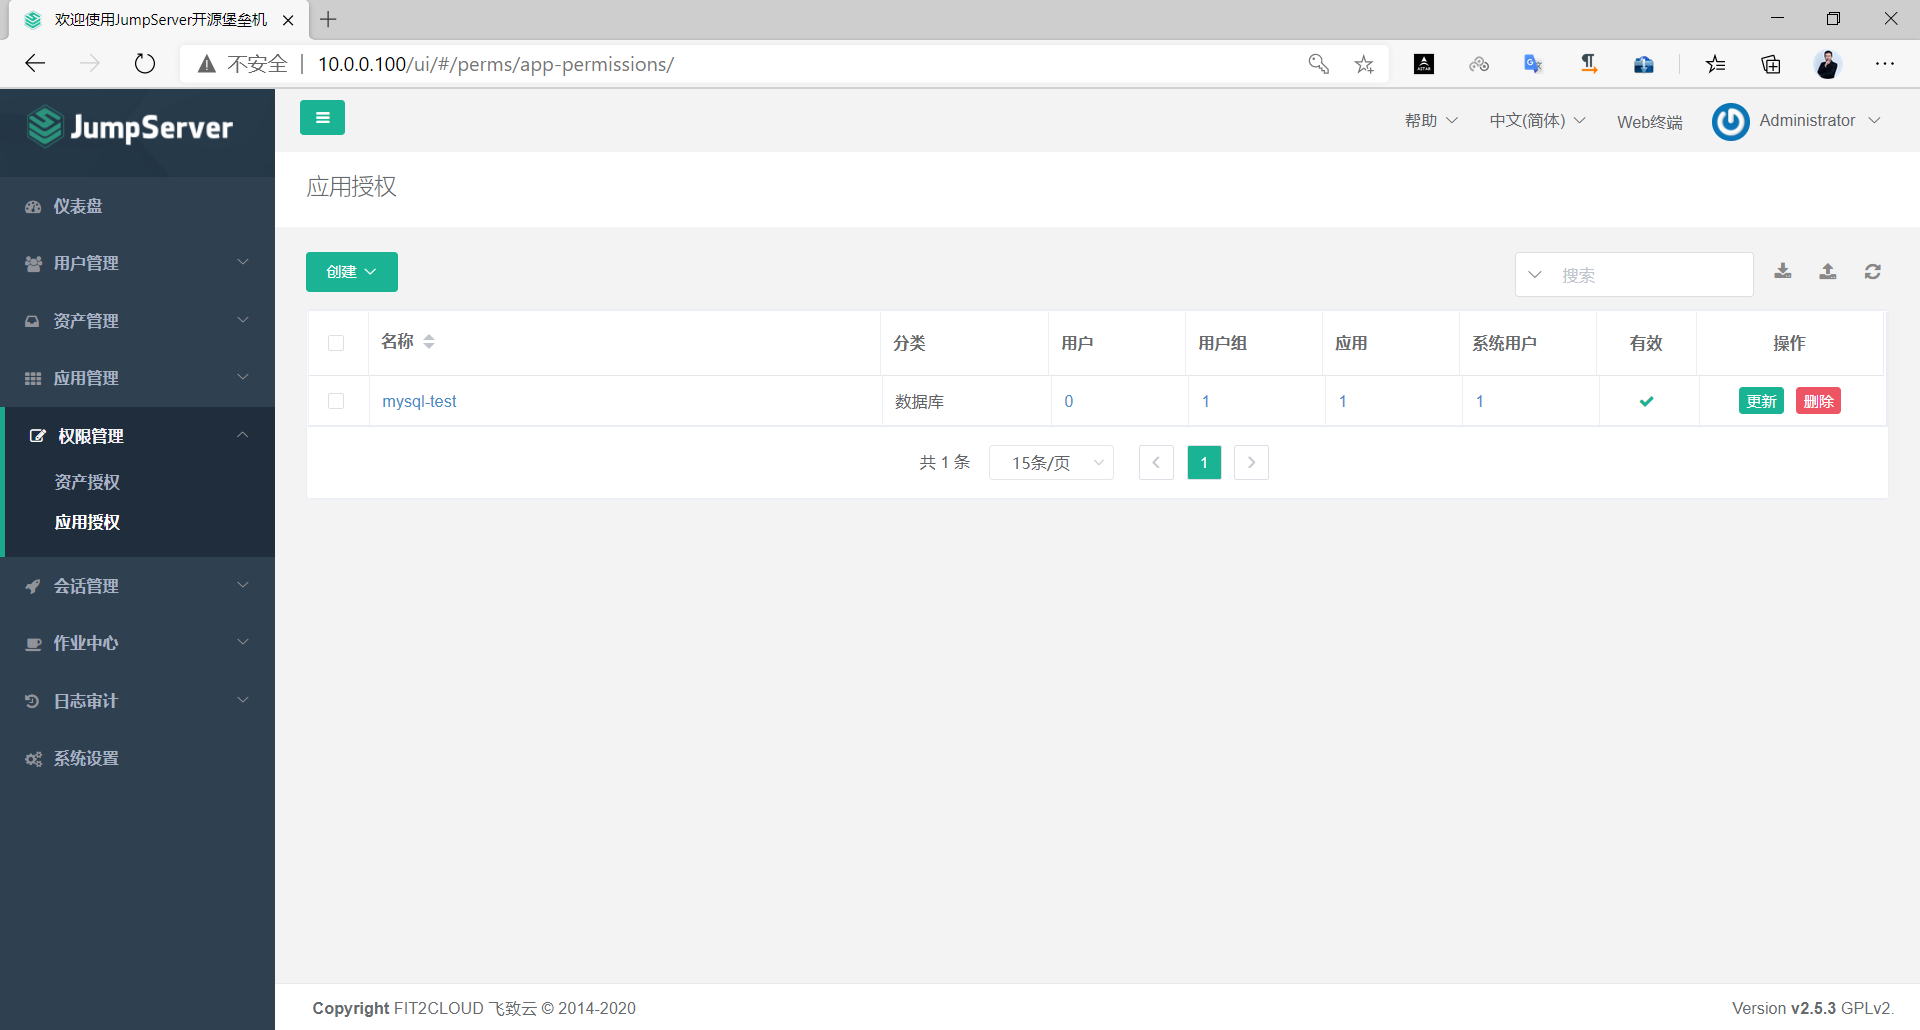 欢迎使用JumpServer开源堡垒机
不安全 10.0.0.100/ui/#/perms/app-permissions/
JumpServer
帮助 中文(简体) Web终端 Administrator
仪表盘
用户管理
资产管理
应用管理
权限管理
资产授权
应用授权
会话管理
作业中心
日志审计
系统设置
应用授权
创建 搜索
名称 分类 用户 用户组 应用 系统用户 有效 操作
mysql-test 数据库 0 1 1 1 更新 删除
共 1 条 15条/页 1
Copyright FIT2CLOUD 飞致云 © 2014-2020
Version v2.5.3 GPLv2.